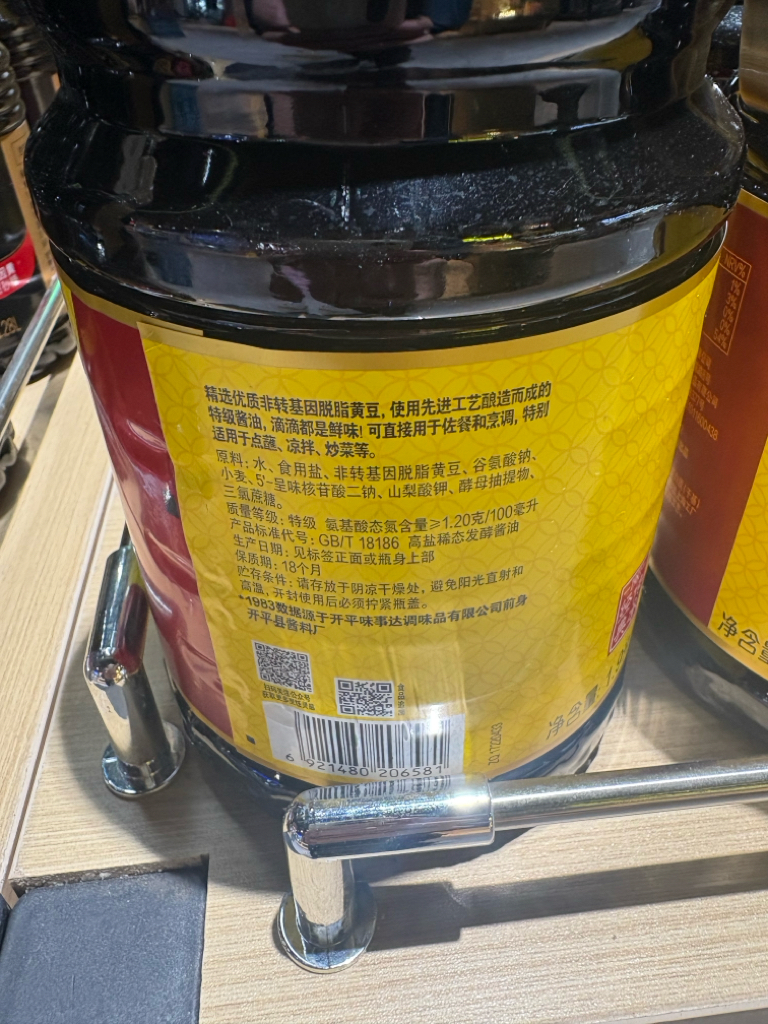 精选优质非转基因脱脂黄豆, 使用先进工艺酿造而成的
特级酱油, 滴滴都是鲜味! 可直接用于佐餐和烹调, 特别
适用于点蘸、凉拌、炒菜等。
原料: 水、食用盐、非转基因脱脂黄豆、谷氨酸钠、
小麦、5'-呈味核苷酸二钠、山梨酸钾、酵母抽提物、
三氯蔗糖。
质量等级: 特级 氨基酸态氮含量≥1.20克/100毫升
产品标准代号: GB/T 18186 高盐稀态发酵酱油
生产日期: 见标签正面或瓶身上部
保质期: 18个月
贮存条件: 请存放于阴凉干燥处, 避免阳光直射和
高温, 开封使用后必须拧紧瓶盖。
*1983数据源于开平味事达调味品有限公司前身
开平县酱料厂
6 921480 206581
净含量
NRV%
1%
3%
0%
0%
54%
净含量
.28L